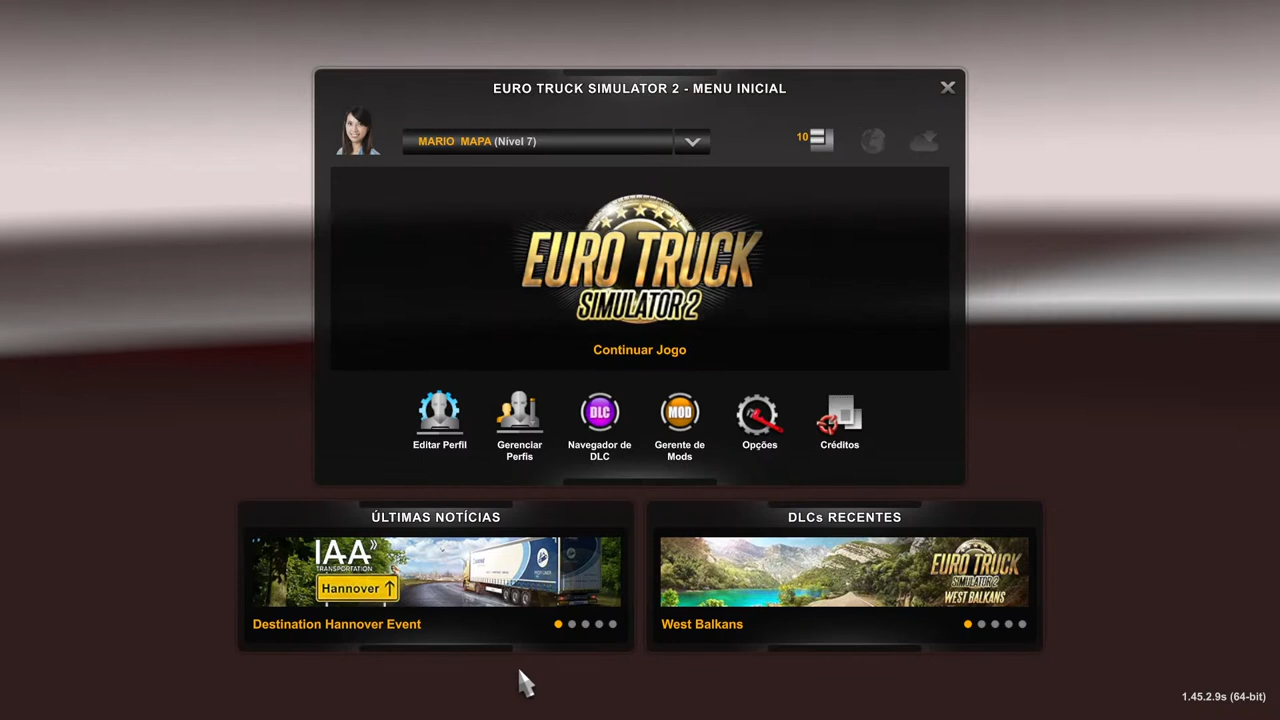 EURO TRUCK SIMULATOR 2 - MENU INICIAL
MARIO MAPA (Nível 7)
10
EURO TRUCK
SIMULATOR 2
Continuar Jogo
DLC
MOD
Editar Perfil
Gerenciar Perfis
Navegador de DLC
Gerente de Mods
Opções
Créditos
ÚLTIMAS NOTÍCIAS
IAA
TRANSPORTATION
Hannover
Destination Hannover Event
DLCs RECENTES
EURO TRUCK
SIMULATOR 2
WEST BALKANS
West Balkans
1.45.2.9s (64-bit)